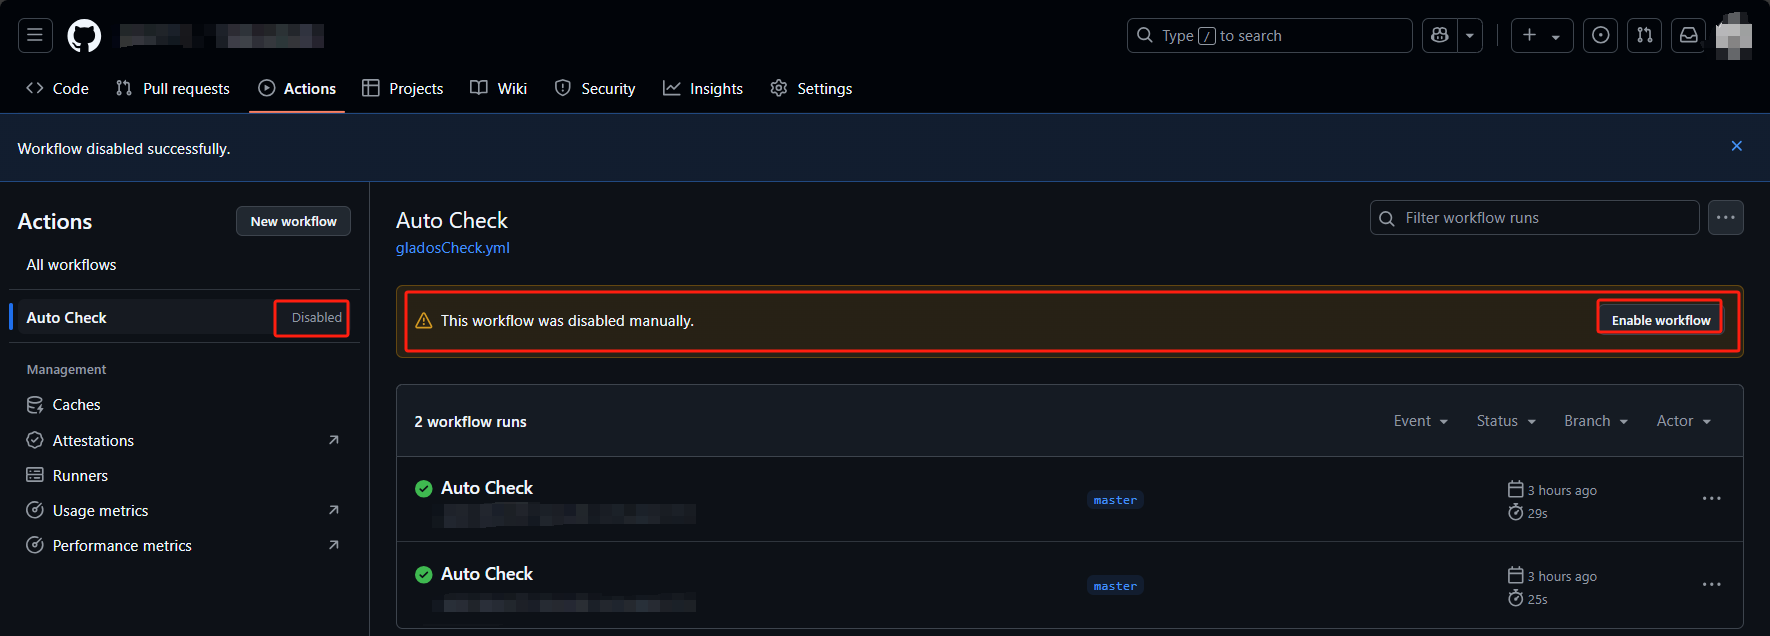 Type / to search
Code Pull requests Actions Projects Wiki Security Insights Settings
Workflow disabled successfully.
Actions New workflow
All workflows
Auto Check Disabled
Management
Caches
Attestations
Runners
Usage metrics
Performance metrics
Auto Check
gladosCheck.yml
Filter workflow runs
This workflow was disabled manually. Enable workflow
2 workflow runs Event Status Branch Actor
Auto Check
master
3 hours ago
29s
Auto Check
master
3 hours ago
25s